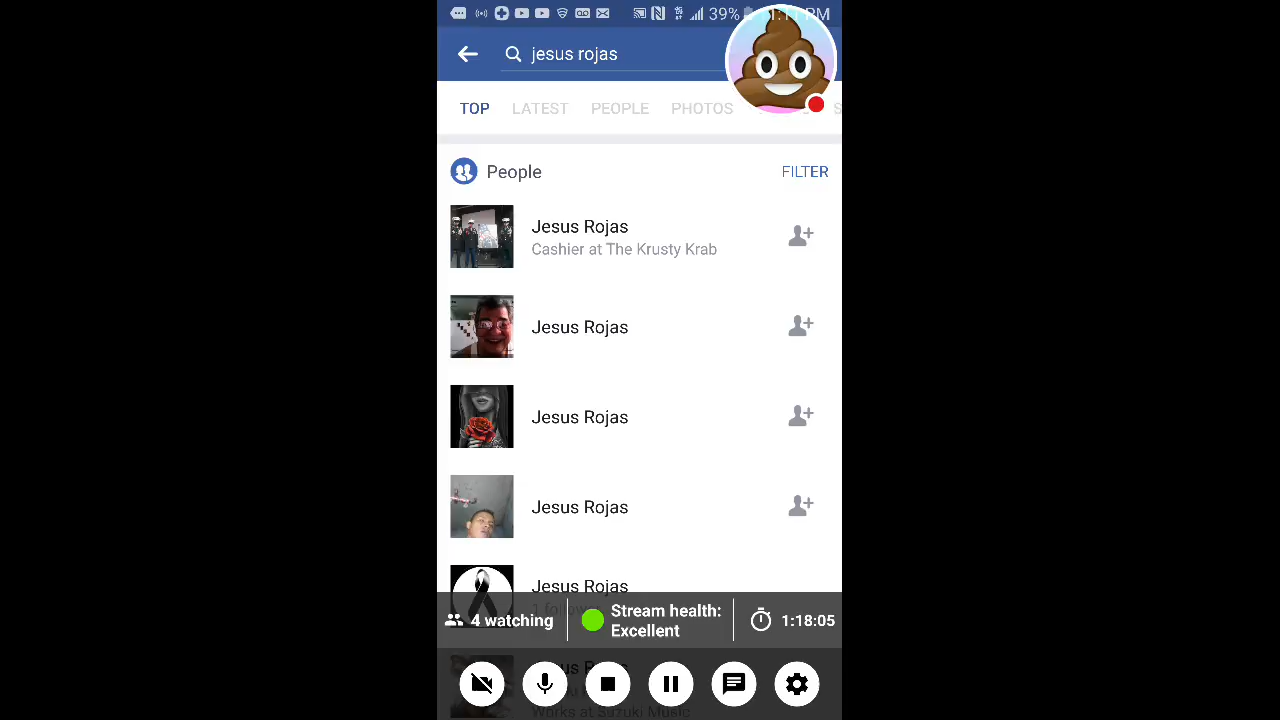 39%
jesus rojas
TOP LATEST PEOPLE PHOTOS
People FILTER
Jesus Rojas
Cashier at The Krusty Krab
Jesus Rojas
Jesus Rojas
Jesus Rojas
Jesus Rojas
4 watching
Stream health:
Excellent
1:18:05
Works at Suzuki Music